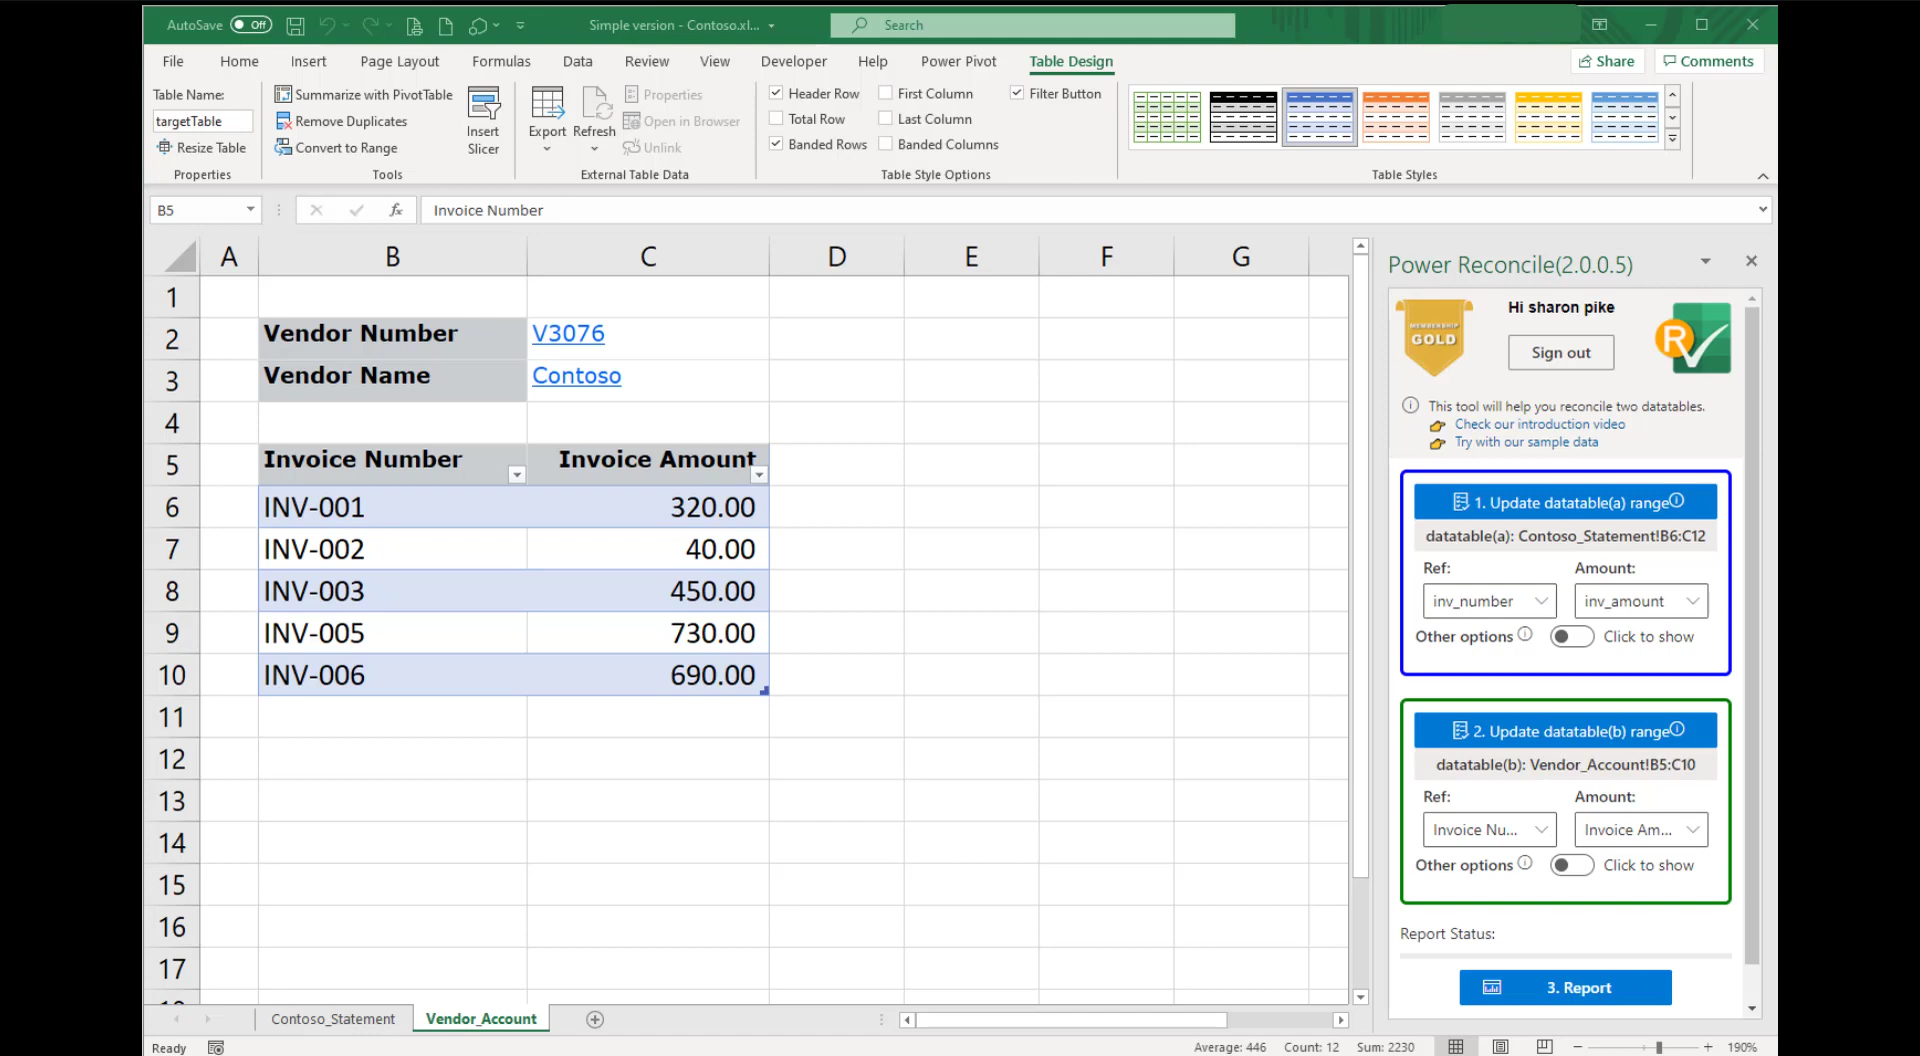 AutoSave Off Simple version - Contoso.xl... Search
File Home Insert Page Layout Formulas Data Review View Developer Help Power Pivot Table Design Share Comments
Table Name:
targetTable
Resize Table
Properties
Summarize with PivotTable
Remove Duplicates
Convert to Range
Tools
Insert
Slicer
Export Refresh
Properties
Open in Browser
Unlink
External Table Data
Header Row First Column Filter Button
Total Row Last Column
Banded Rows Banded Columns
Table Style Options
Table Styles
B5 fx Invoice Number
A B C D E F G
1
2 Vendor Number V3076
3 Vendor Name Contoso
4
5 Invoice Number Invoice Amount
6 INV-001 320.00
7 INV-002 40.00
8 INV-003 450.00
9 INV-005 730.00
10 INV-006 690.00
11
12
13
14
15
16
17
Power Reconcile(2.0.0.5)
MEMBERSHIP
GOLD
Hi sharon pike
Sign out
R
This tool will help you reconcile two datatables.
Check our introduction video
Try with our sample data
1. Update datatable(a) range
datatable(a): Contoso_Statement!B6:C12
Ref: Amount:
inv_number inv_amount
Other options Click to show
2. Update datatable(b) range
datatable(b): Vendor_Account!B5:C10
Ref: Amount:
Invoice Nu... Invoice Am...
Other options Click to show
Report Status:
3. Report
Contoso_Statement Vendor_Account
Ready Average: 446 Count: 12 Sum: 2230 190%